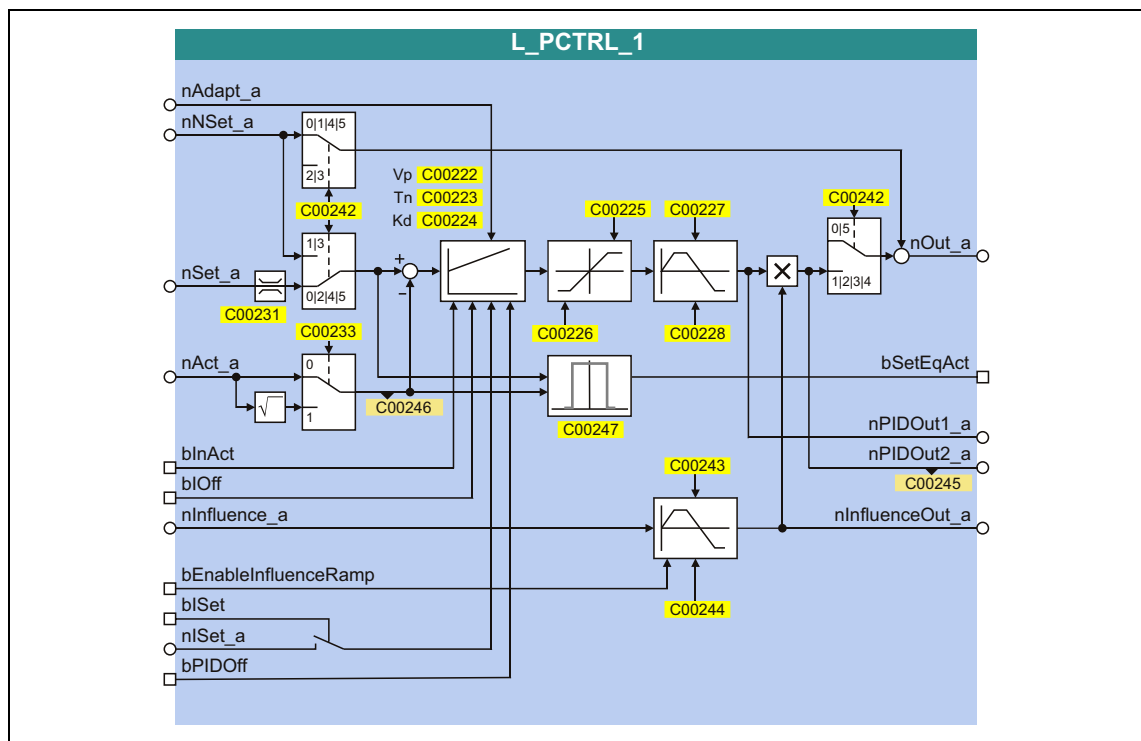 L_PCTRL_1
nAdapt_a
nNSet_a
0|1|4|5
2|3
C00242
Vp C00222
Tn C00223
Kd C00224
1|3
0|2|4|5
nSet_a
C00231
+
−
C00225
C00227
C00226
C00228
C00242
0|5
1|2|3|4
nOut_a
C00233
nAct_a
0
1
√
C00246
C00247
bSetEqAct
nPIDOut1_a
nPIDOut2_a
C00245
bInAct
bIOff
nInfluence_a
C00243
C00244
nInfluenceOut_a
bEnableInfluenceRamp
bISet
nISet_a
bPIDOff